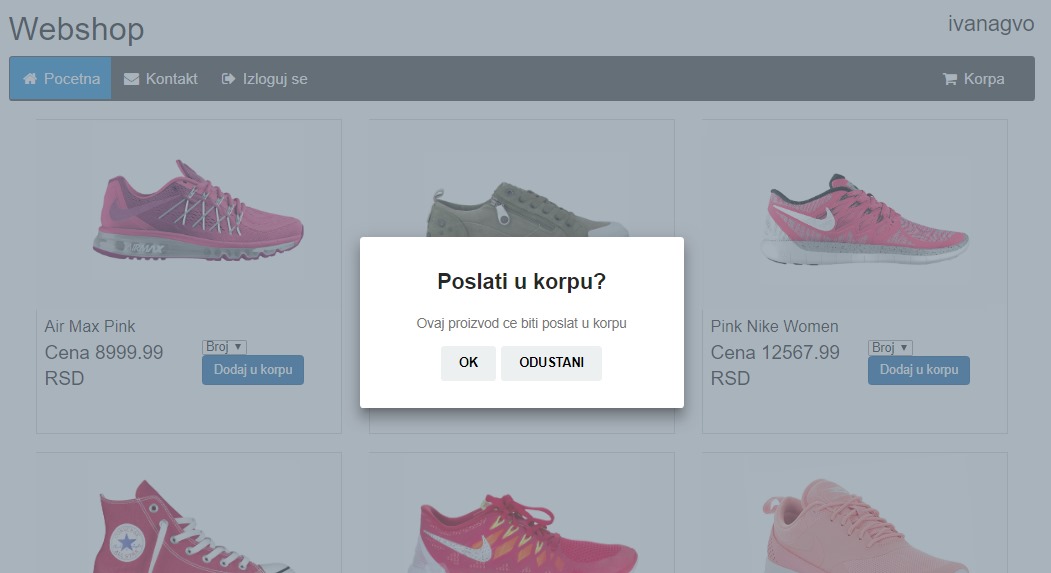 Webshop
ivanagvo
Pocetna Kontakt Izloguj se Korpa
AIRMAX
Poslati u korpu?
Ovaj proizvod ce biti poslat u korpu
OK ODUSTANI
Air Max Pink
Cena 8999.99
RSD
Broj
Dodaj u korpu
Pink Nike Women
Cena 12567.99
RSD
Broj
Dodaj u korpu